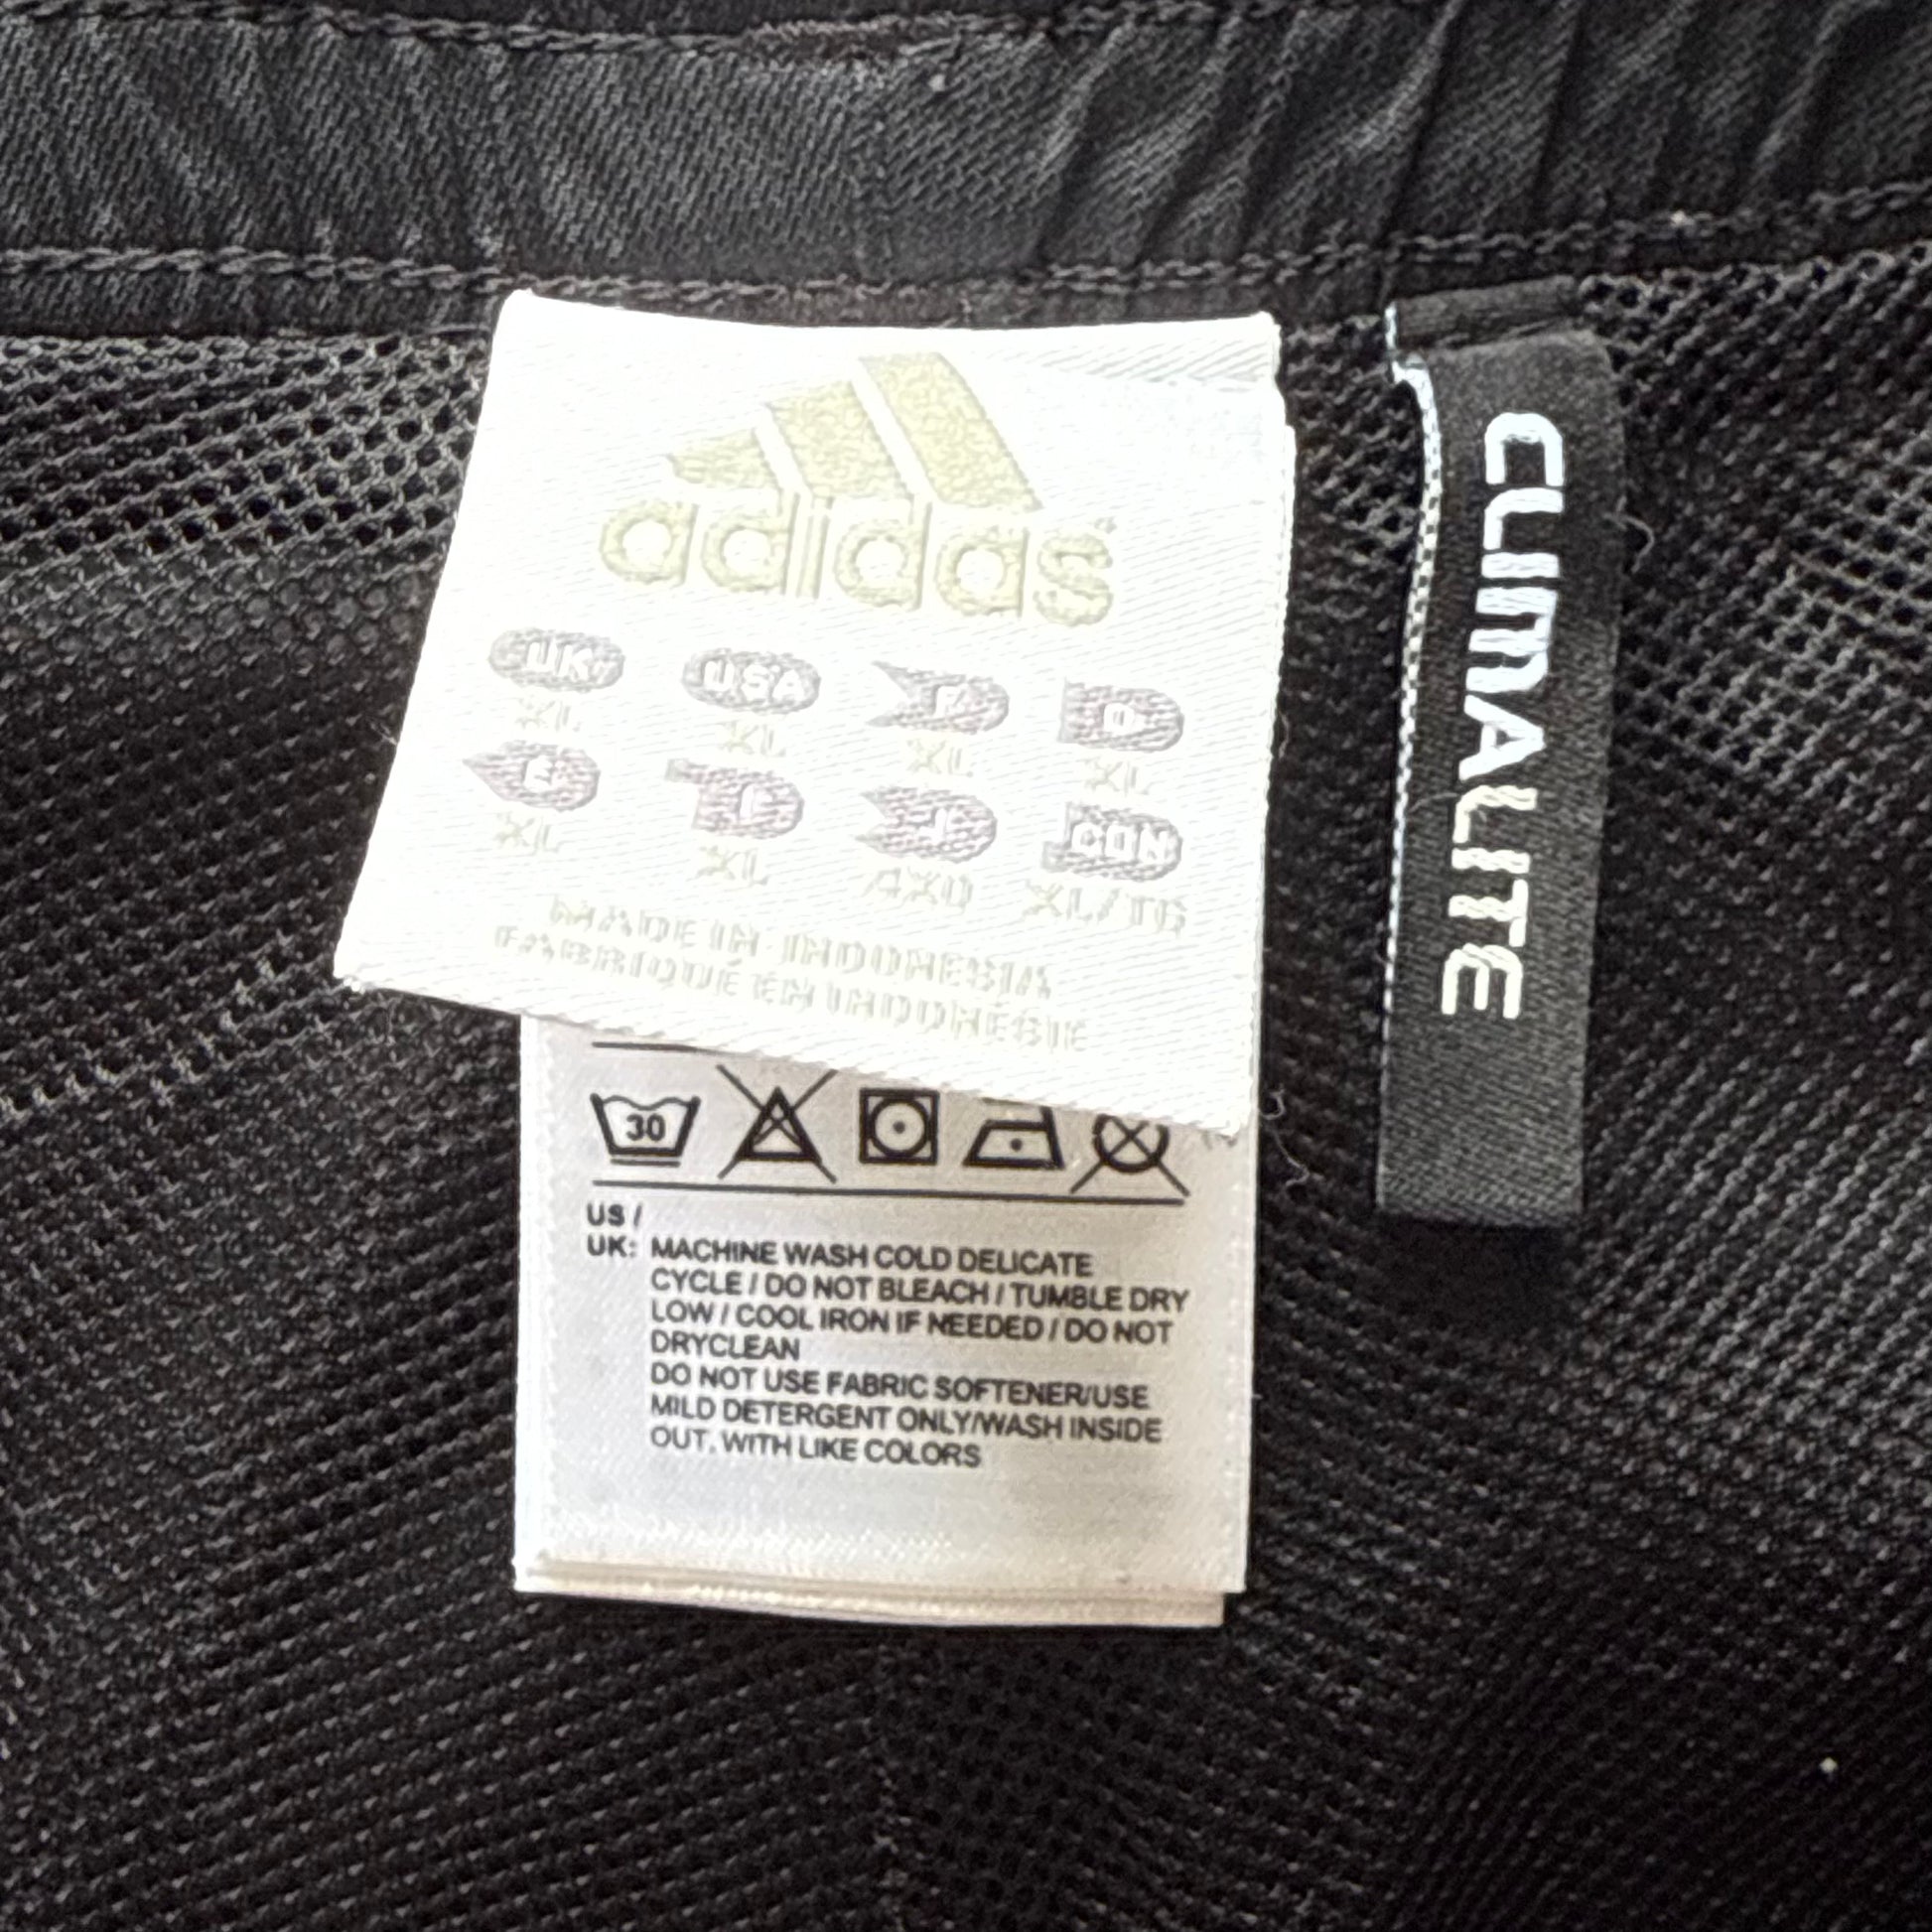 adidas
UK USA F D
XL XL XL XL
E I J CDN
XL XL 4XO XL/TG
MADE IN INDONESIA
FABRIQUÉ EN INDONÉSIE
CLIMALITE
30
US /
UK: MACHINE WASH COLD DELICATE
CYCLE / DO NOT BLEACH / TUMBLE DRY
LOW / COOL IRON IF NEEDED / DO NOT
DRYCLEAN
DO NOT USE FABRIC SOFTENER/USE
MILD DETERGENT ONLY/WASH INSIDE
OUT. WITH LIKE COLORS